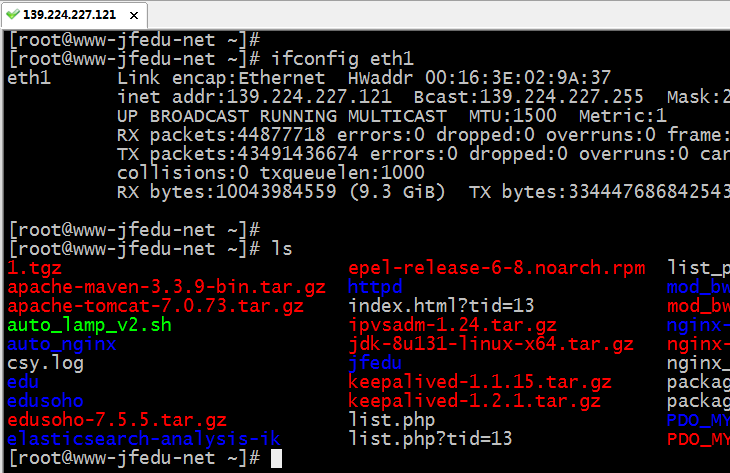 139.224.227.121 ×
[root@www-jfedu-net ~]#
[root@www-jfedu-net ~]# ifconfig eth1
eth1      Link encap:Ethernet  HWaddr 00:16:3E:02:9A:37
          inet addr:139.224.227.121  Bcast:139.224.227.255  Mask:2
          UP BROADCAST RUNNING MULTICAST  MTU:1500  Metric:1
          RX packets:44877718 errors:0 dropped:0 overruns:0 frame:
          TX packets:43491436674 errors:0 dropped:0 overruns:0 car
          collisions:0 txqueuelen:1000
          RX bytes:10043984559 (9.3 GiB)  TX bytes:334447686842543
[root@www-jfedu-net ~]#
[root@www-jfedu-net ~]# ls
1.tgz                            epel-release-6-8.noarch.rpm  list_p
apache-maven-3.3.9-bin.tar.gz    httpd                        mod_bw
apache-tomcat-7.0.73.tar.gz      index.html?tid=13            mod_bw
auto_lamp_v2.sh                  ipvsadm-1.24.tar.gz          nginx-
auto_nginx                       jdk-8u131-linux-x64.tar.gz   nginx-
csy.log                          jfedu                        nginx_
edu                              keepalived-1.1.15.tar.gz     packag
edusoho                          keepalived-1.2.1.tar.gz      packag
edusoho-7.5.5.tar.gz             list.php                     PDO_MY
elasticsearch-analysis-ik        list.php?tid=13              PDO_MY
[root@www-jfedu-net ~]#